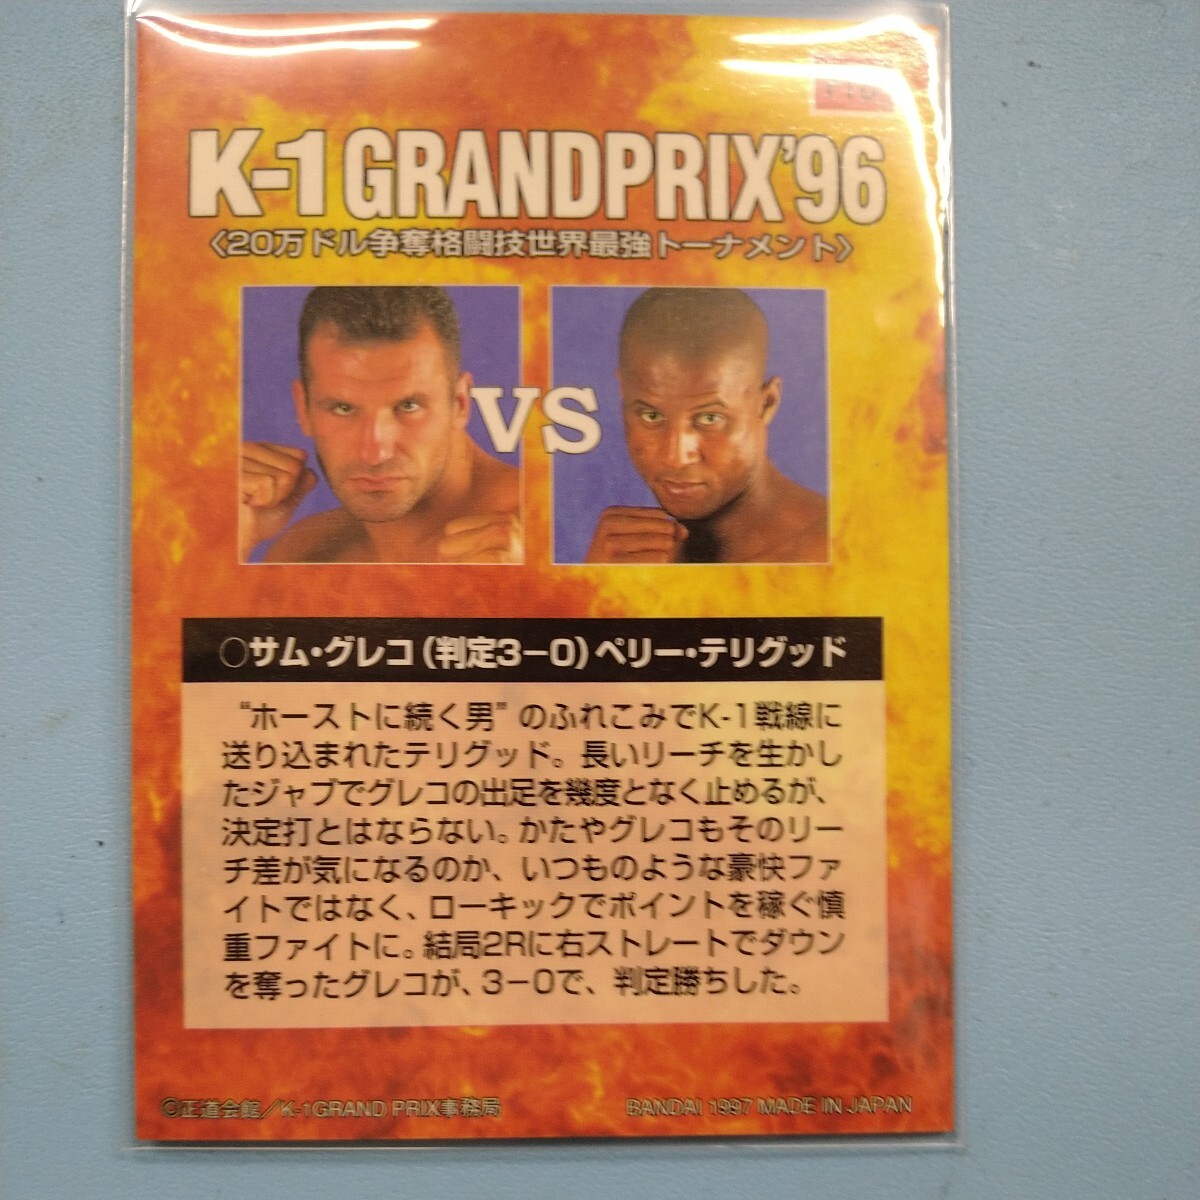 K-1 GRANDPRIX'96
〈20万ドル争奪格闘技世界最強トーナメント〉
VS
○サム・グレコ(判定3−0)ペリー・テリグッド
“ホーストに続く男”のふれこみでK-1戦線に
送り込まれたテリグッド。長いリーチを生かし
たジャブでグレコの出足を幾度となく止めるが、
決定打とはならない。かたやグレコもそのリー
チ差が気になるのか、いつものような豪快ファ
イトではなく、ローキックでポイントを稼ぐ慎
重ファイトに。結局2Rに右ストレートでダウン
を奪ったグレコが、3−0で、判定勝ちした。
©正道会館／K-1GRAND PRIX事務局
BANDAI 1997 MADE IN JAPAN